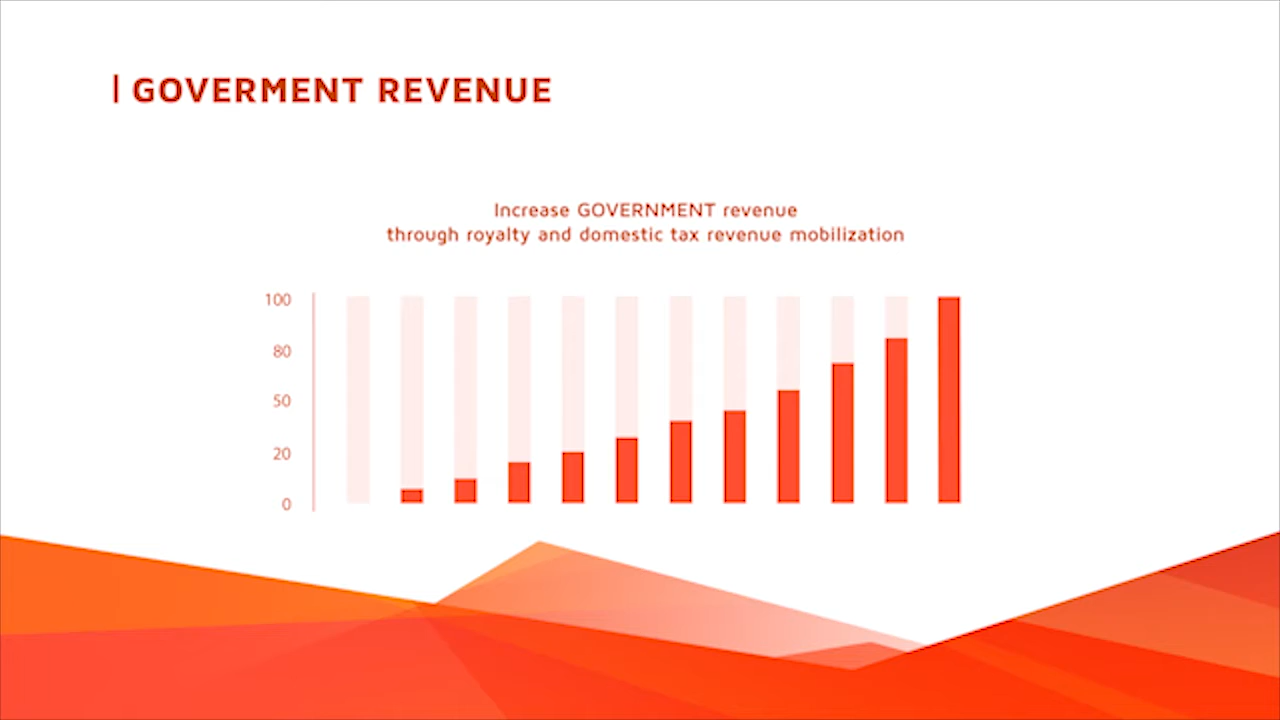 | GOVERMENT REVENUE
Increase GOVERNMENT revenue
through royalty and domestic tax revenue mobilization
100
80
50
20
0